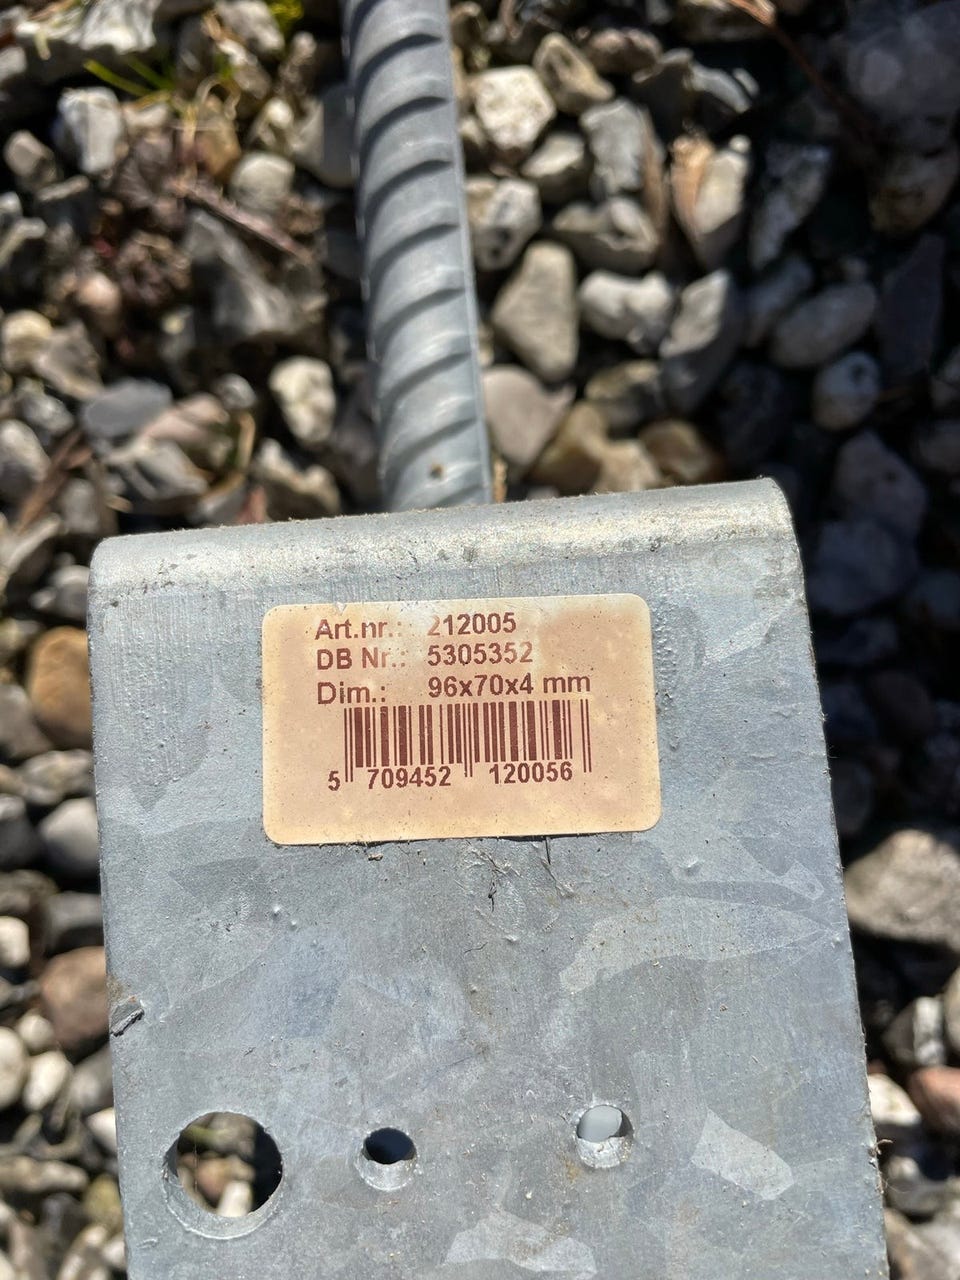 Art.nr.: 212005
DB Nr.: 5305352
Dim.: 96x70x4 mm
5 709452 120056